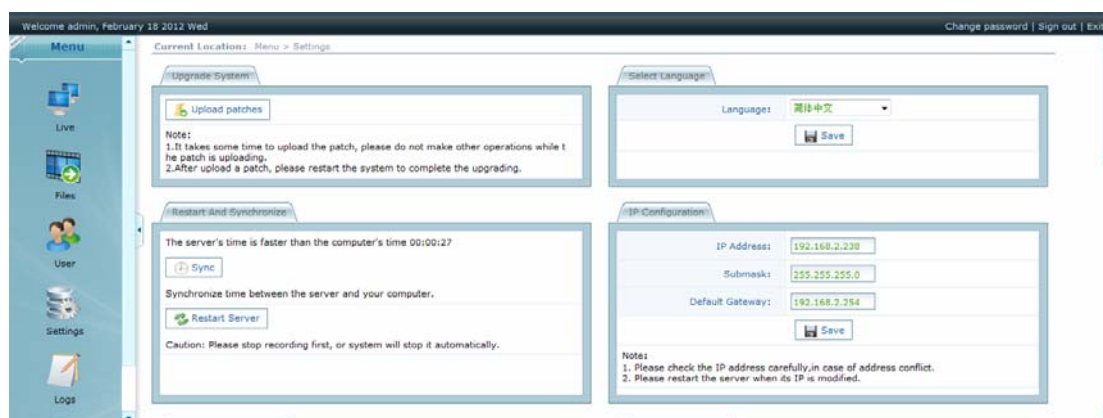 Welcome admin, February 18 2012 Wed
Change password | Sign out | Exit
Menu
Live
Files
User
Settings
Logs
Current Location: Menu > Settings
Upgrade System
Upload patches
Note:
1.It takes some time to upload the patch, please do not make other operations while t
he patch is uploading.
2.After upload a patch, please restart the system to complete the upgrading.
Select Language
Language: 简体中文
Save
Restart And Synchronize
The server's time is faster than the computer's time 00:00:27
Sync
Synchronize time between the server and your computer.
Restart Server
Caution: Please stop recording first, or system will stop it automatically.
IP Configuration
IP Address: 192.168.2.230
Submask: 255.255.255.0
Default Gateway: 192.168.2.254
Save
Note:
1. Please check the IP address carefully,in case of address conflict.
2. Please restart the server when its IP is modified.